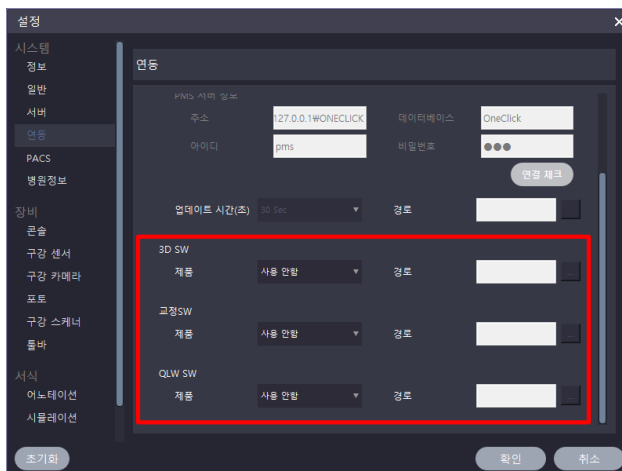 설정
시스템
정보
일반
서버
연동
PACS
병원정보
장비
콘솔
구강 센서
구강 카메라
포토
구강 스케너
툴바
서식
어노테이션
시뮬레이션
초기화
연동
PMS 서버 정보
주소 127.0.0.1₩ONECLICK 데이터베이스 OneClick
아이디 pms 비밀번호 ●●●
연결 체크
업데이트 시간(초) 30 Sec 경로 ...
3D SW
제품 사용 안함 경로 ...
교정SW
제품 사용 안함 경로 ...
QLW SW
제품 사용 안함 경로 ...
확인 취소